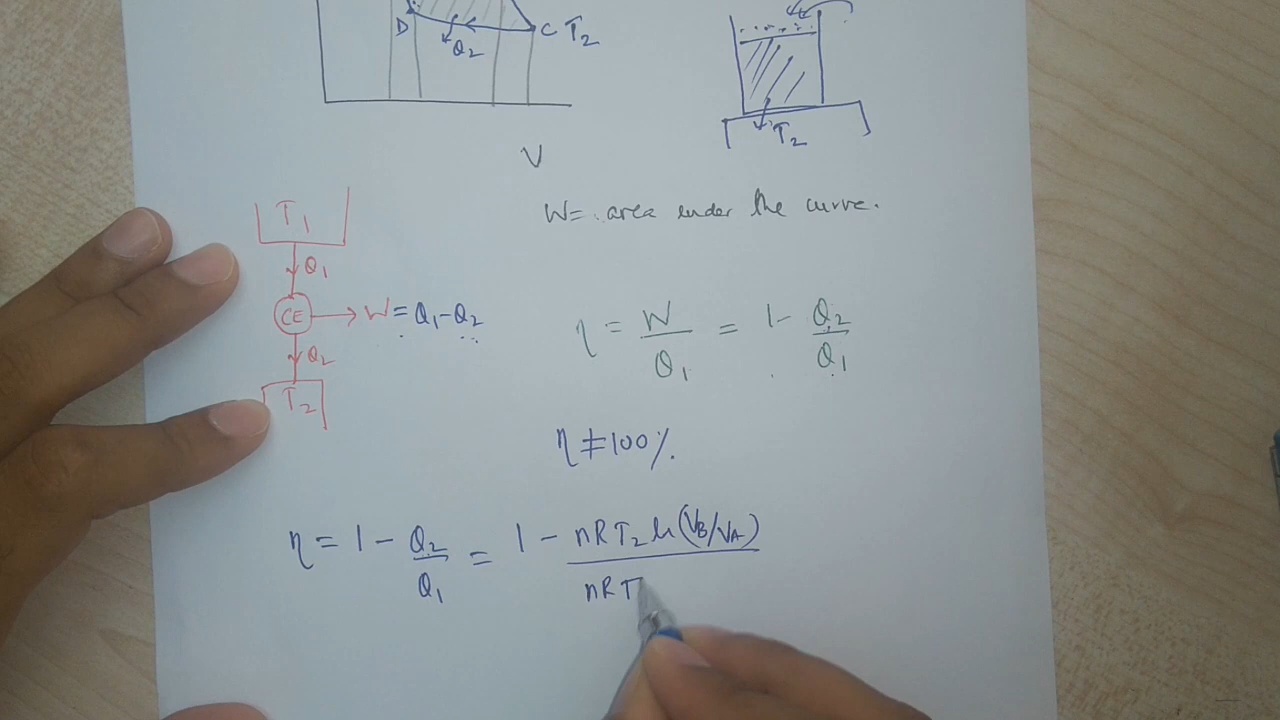 D
Q2
C T2
V
T2
W= area under the curve.
T1
Q1
CE
W = Q1-Q2
Q2
T2
η = W/Q1 = 1- Q2/Q1
η ≠ 100%.
η = 1 - Q2/Q1 = 1 - nRT2 ln(VB/VA)
nRT